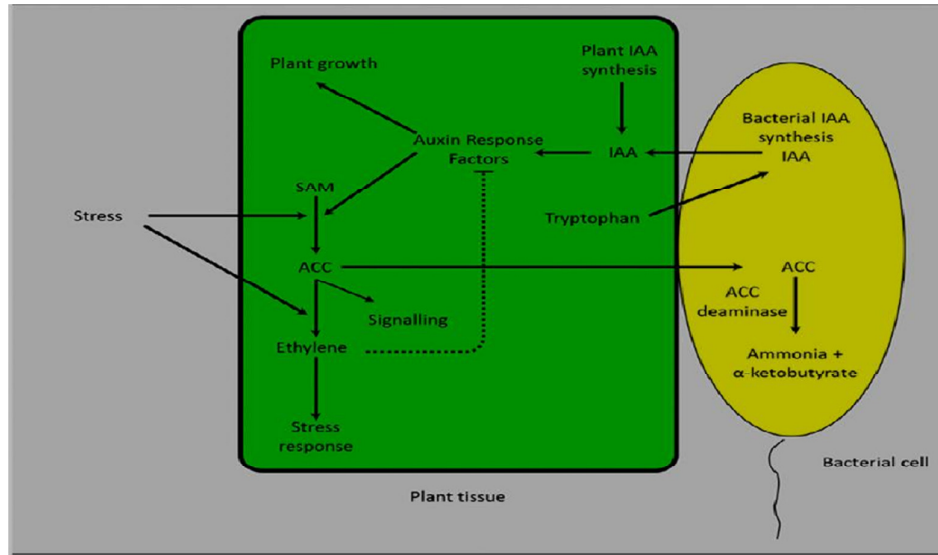 Plant growth
Plant IAA
synthesis
Auxin Response
Factors
IAA
Bacterial IAA
synthesis
IAA
SAM
Stress
Tryptophan
ACC
Signalling
Ethylene
Stress
response
ACC
ACC
deaminase
Ammonia +
α-ketobutyrate
Bacterial cell
Plant tissue